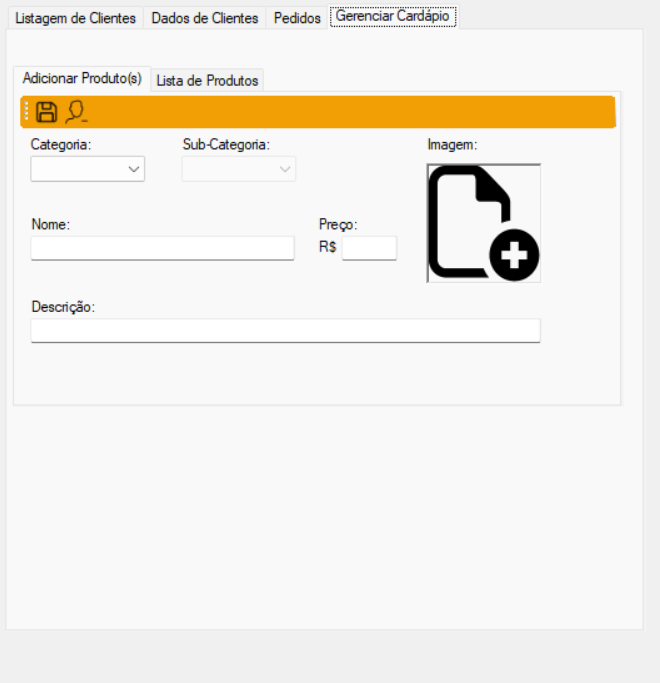 Listagem de Clientes Dados de Clientes Pedidos Gerenciar Cardápio
Adicionar Produto(s) Lista de Produtos
Categoria: Sub-Categoria: Imagem:
Nome: Preço:
R$
Descrição: